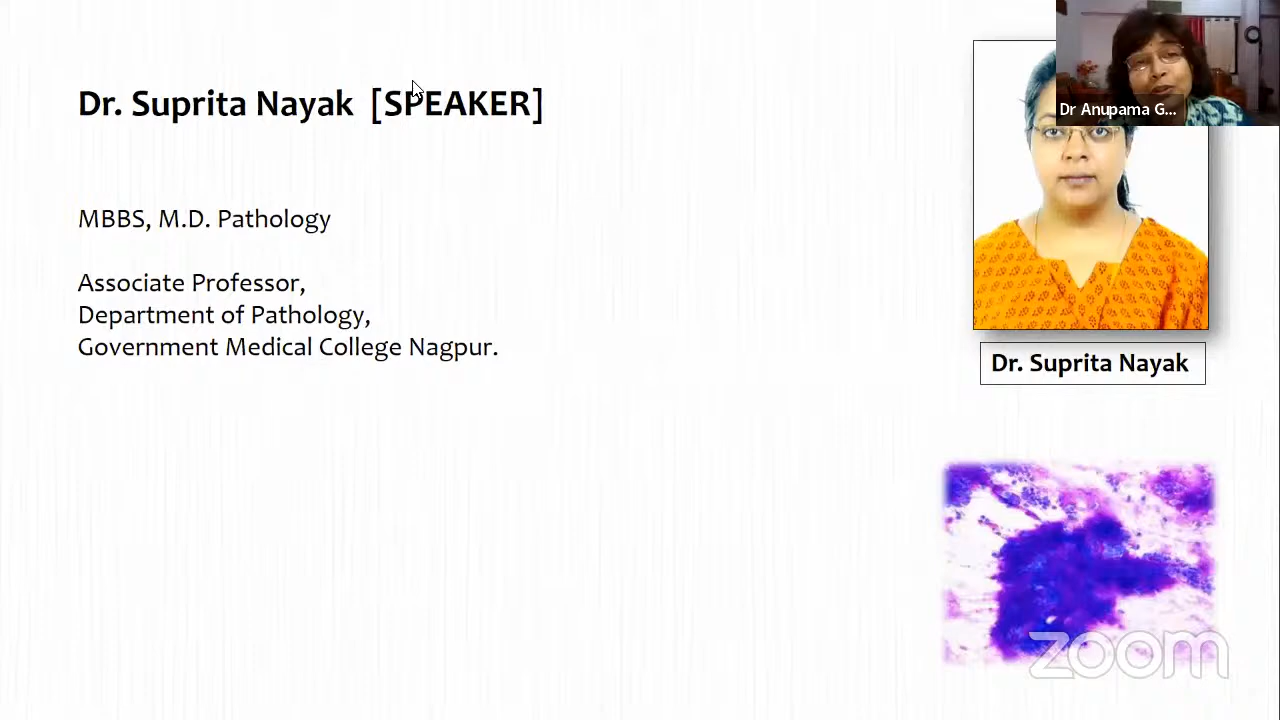 Dr. Suprita Nayak [SPEAKER]
MBBS, M.D. Pathology
Associate Professor,
Department of Pathology,
Government Medical College Nagpur.
Dr Anupama G...
Dr. Suprita Nayak
zoom